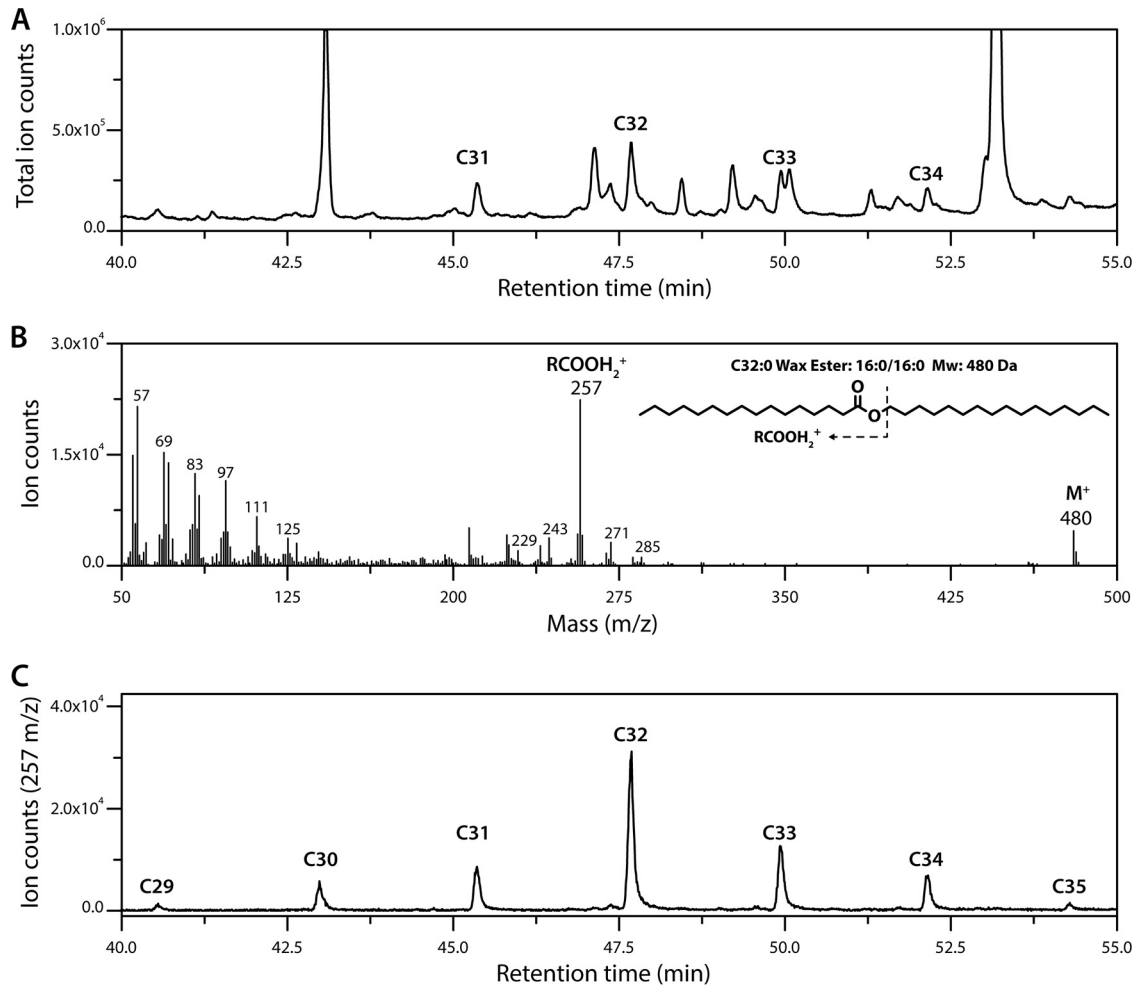 A
Total ion counts
1.0x10⁶
5.0x10⁵
0.0
C31
C32
C33
C34
40.0 42.5 45.0 47.5 50.0 52.5 55.0
Retention time (min)
B
Ion counts
3.0x10⁴
1.5x10⁴
0.0
57
69
83
97
111
125
229
243
RCOOH₂⁺
257
271
285
C32:0 Wax Ester: 16:0/16:0 Mw: 480 Da
O
O
RCOOH₂⁺
M⁺
480
50 125 200 275 350 425 500
Mass (m/z)
C
Ion counts (257 m/z)
4.0x10⁴
2.0x10⁴
0.0
C29
C30
C31
C32
C33
C34
C35
40.0 42.5 45.0 47.5 50.0 52.5 55.0
Retention time (min)